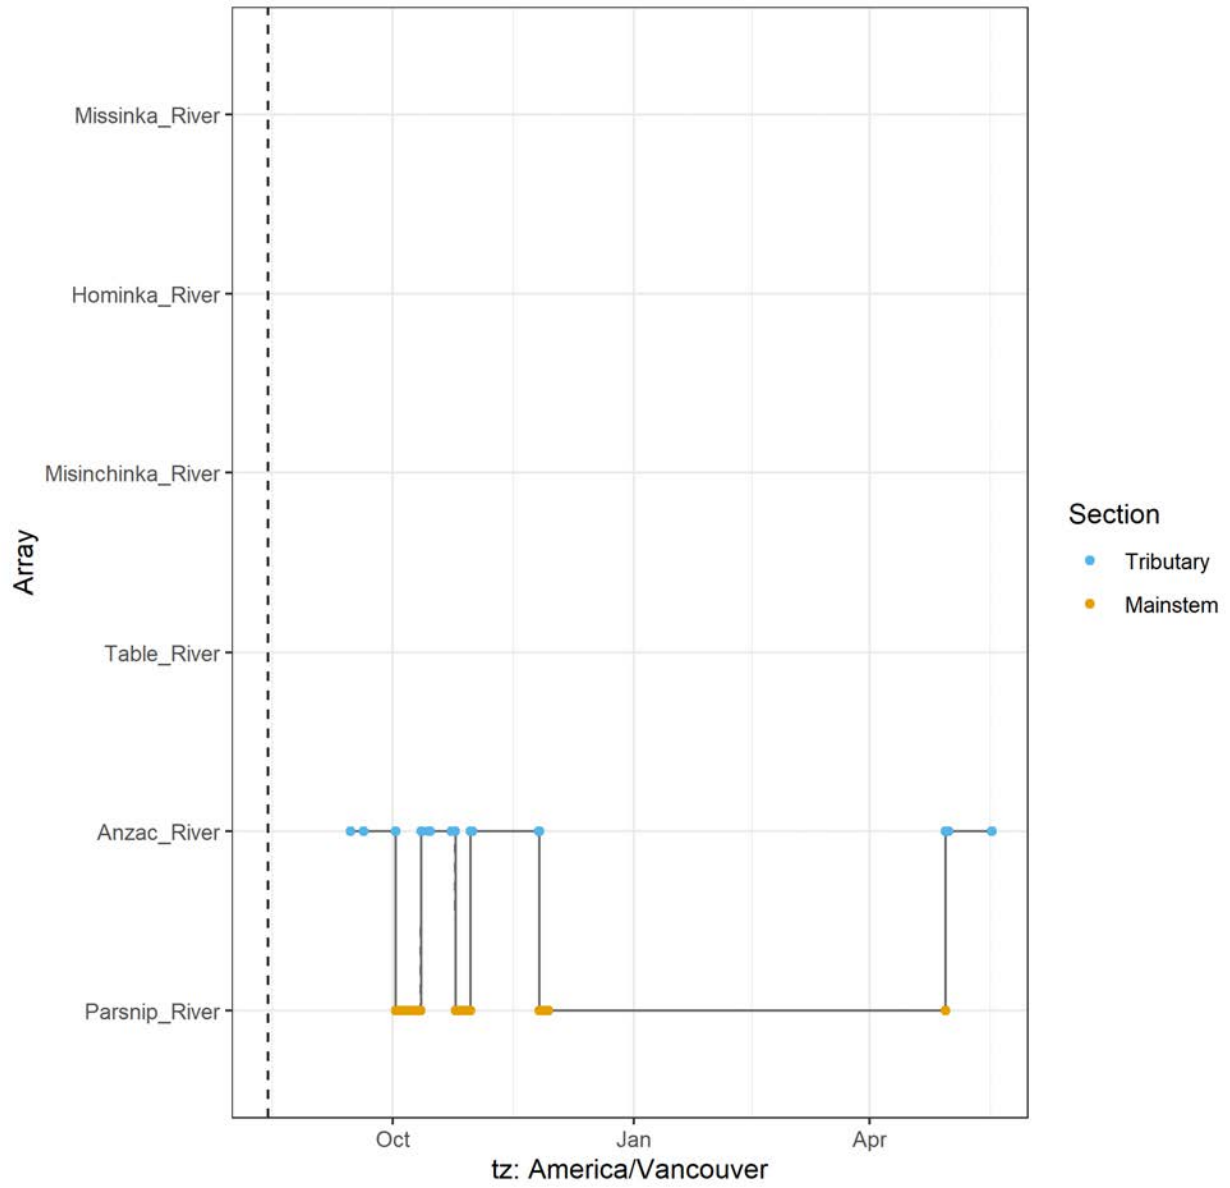 Missinka_River
Hominka_River
Misinchinka_River
Table_River
Anzac_River
Parsnip_River
Array
Oct Jan Apr
tz: America/Vancouver
Section
Tributary
Mainstem